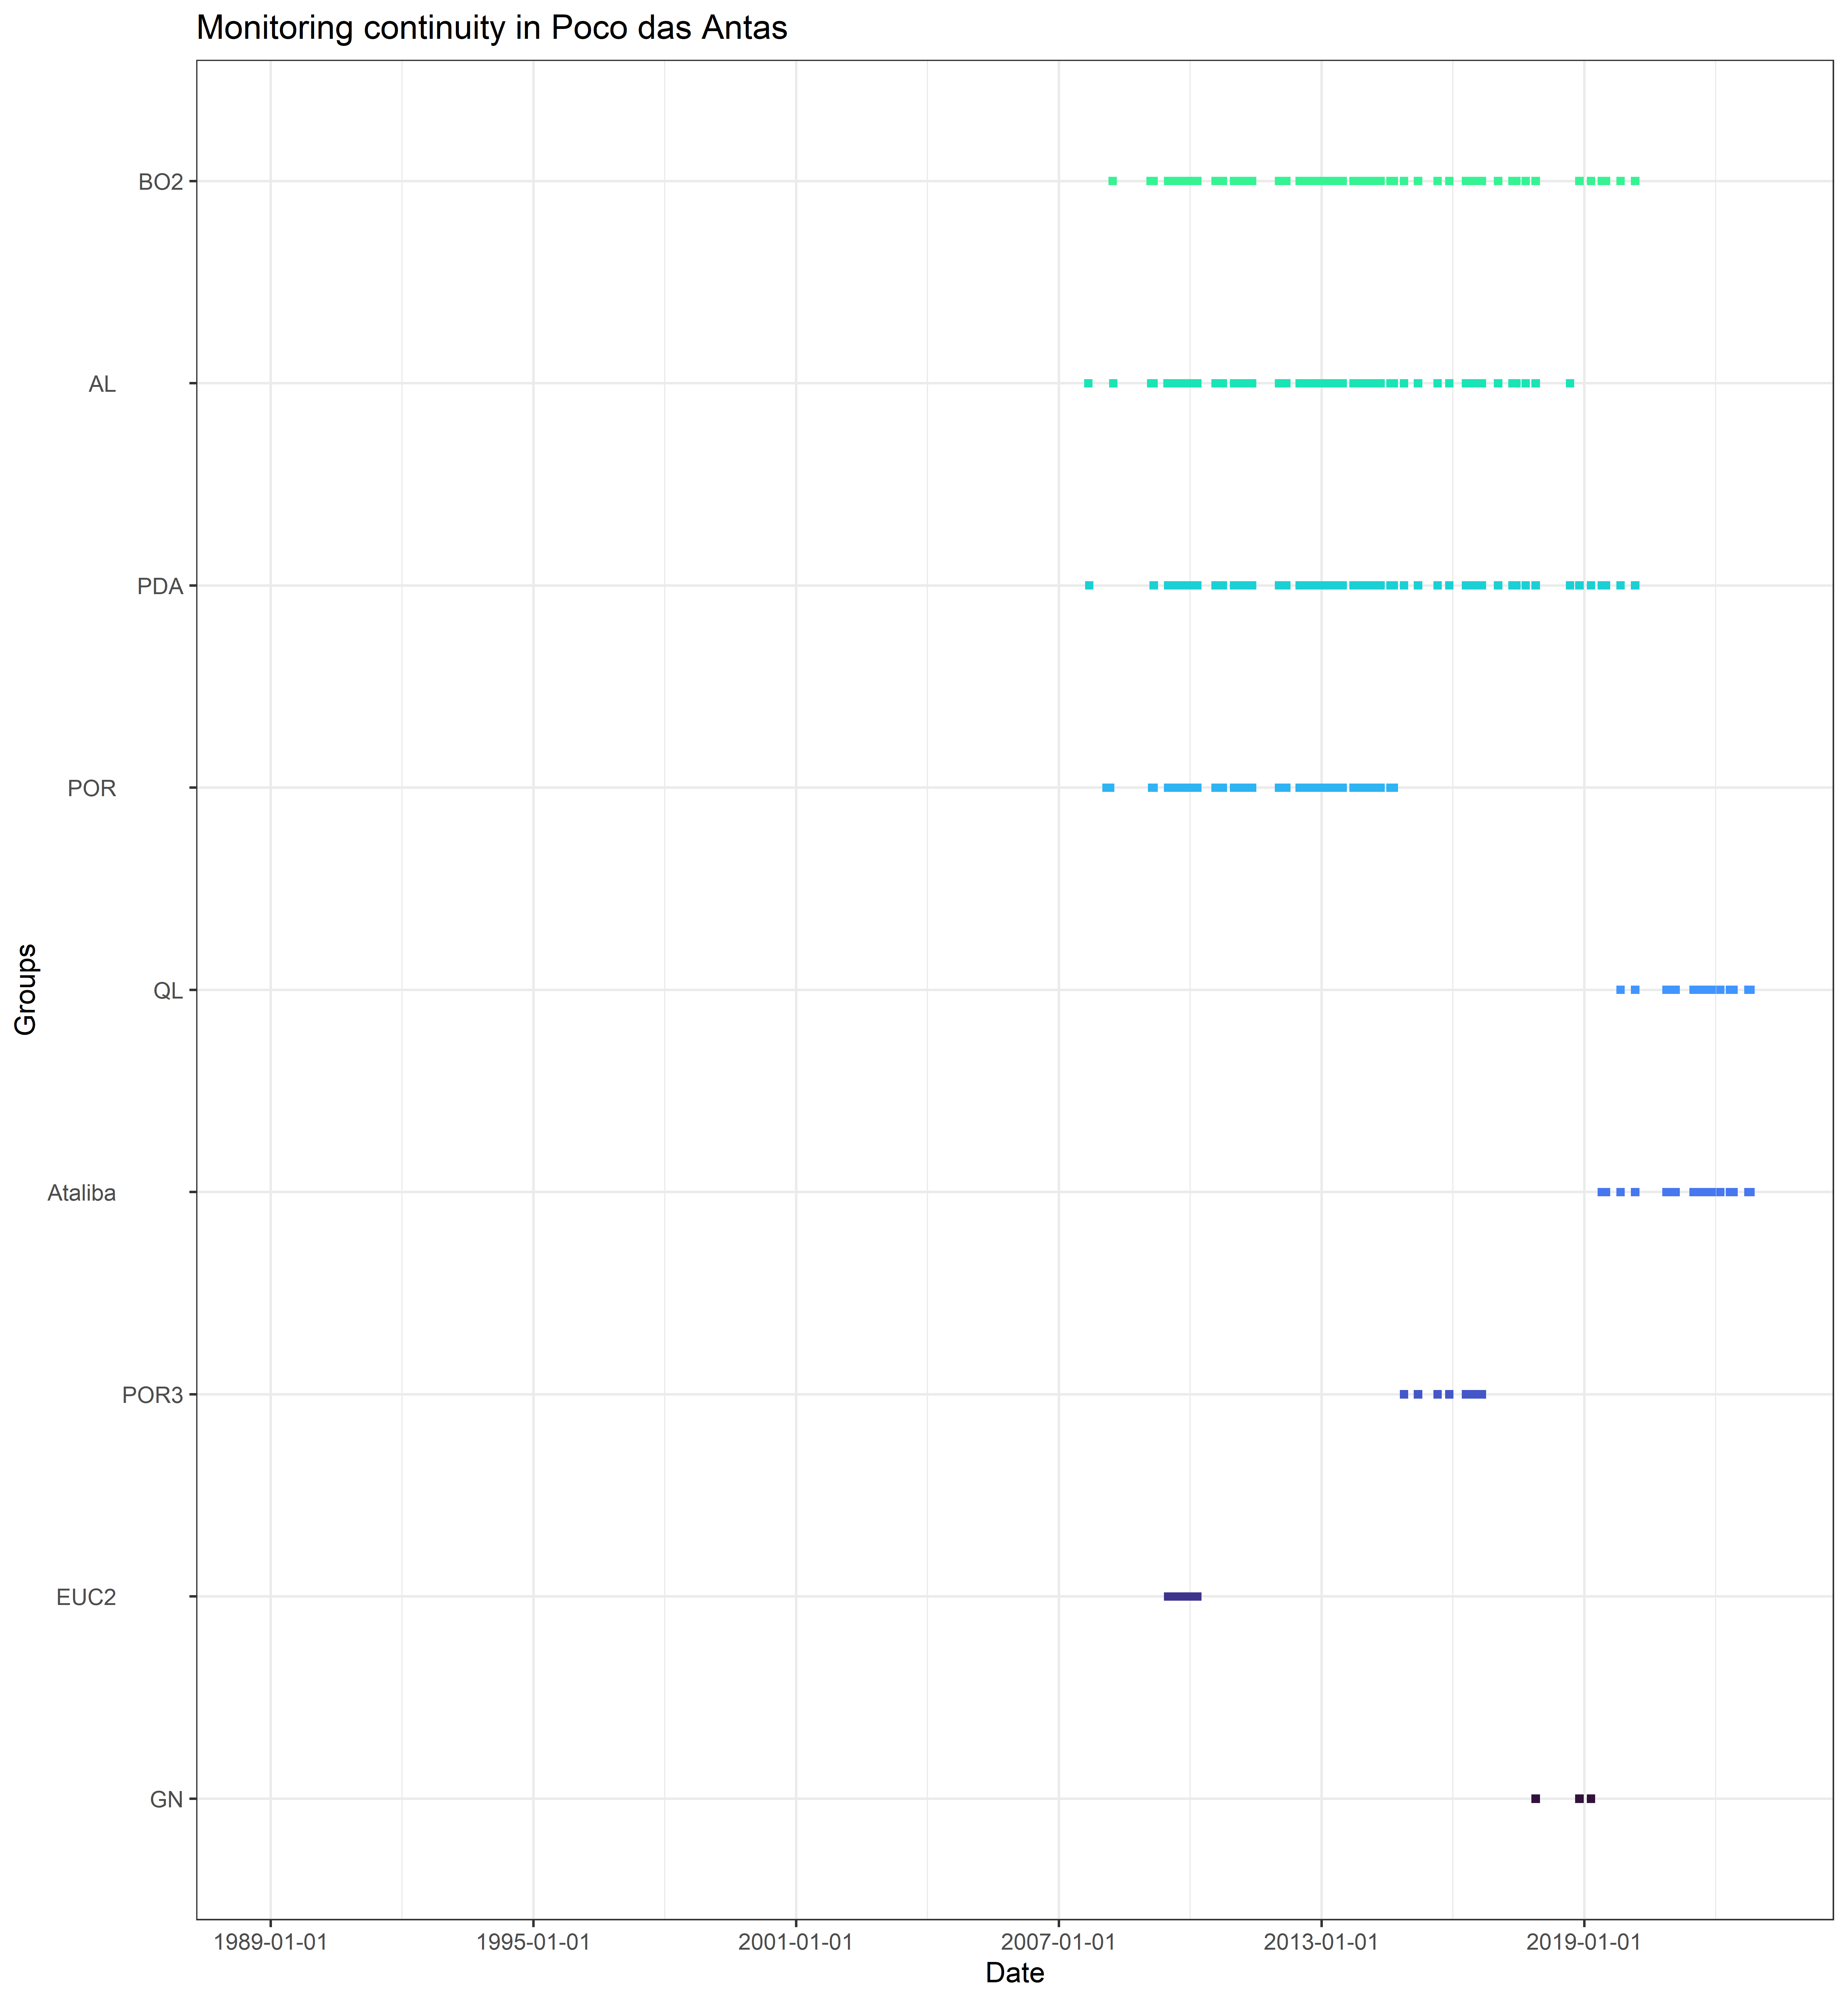 Monitoring continuity in Poco das Antas
BO2
AL
PDA
POR
QL
Ataliba
POR3
EUC2
GN
Groups
1989-01-01 1995-01-01 2001-01-01 2007-01-01 2013-01-01 2019-01-01
Date